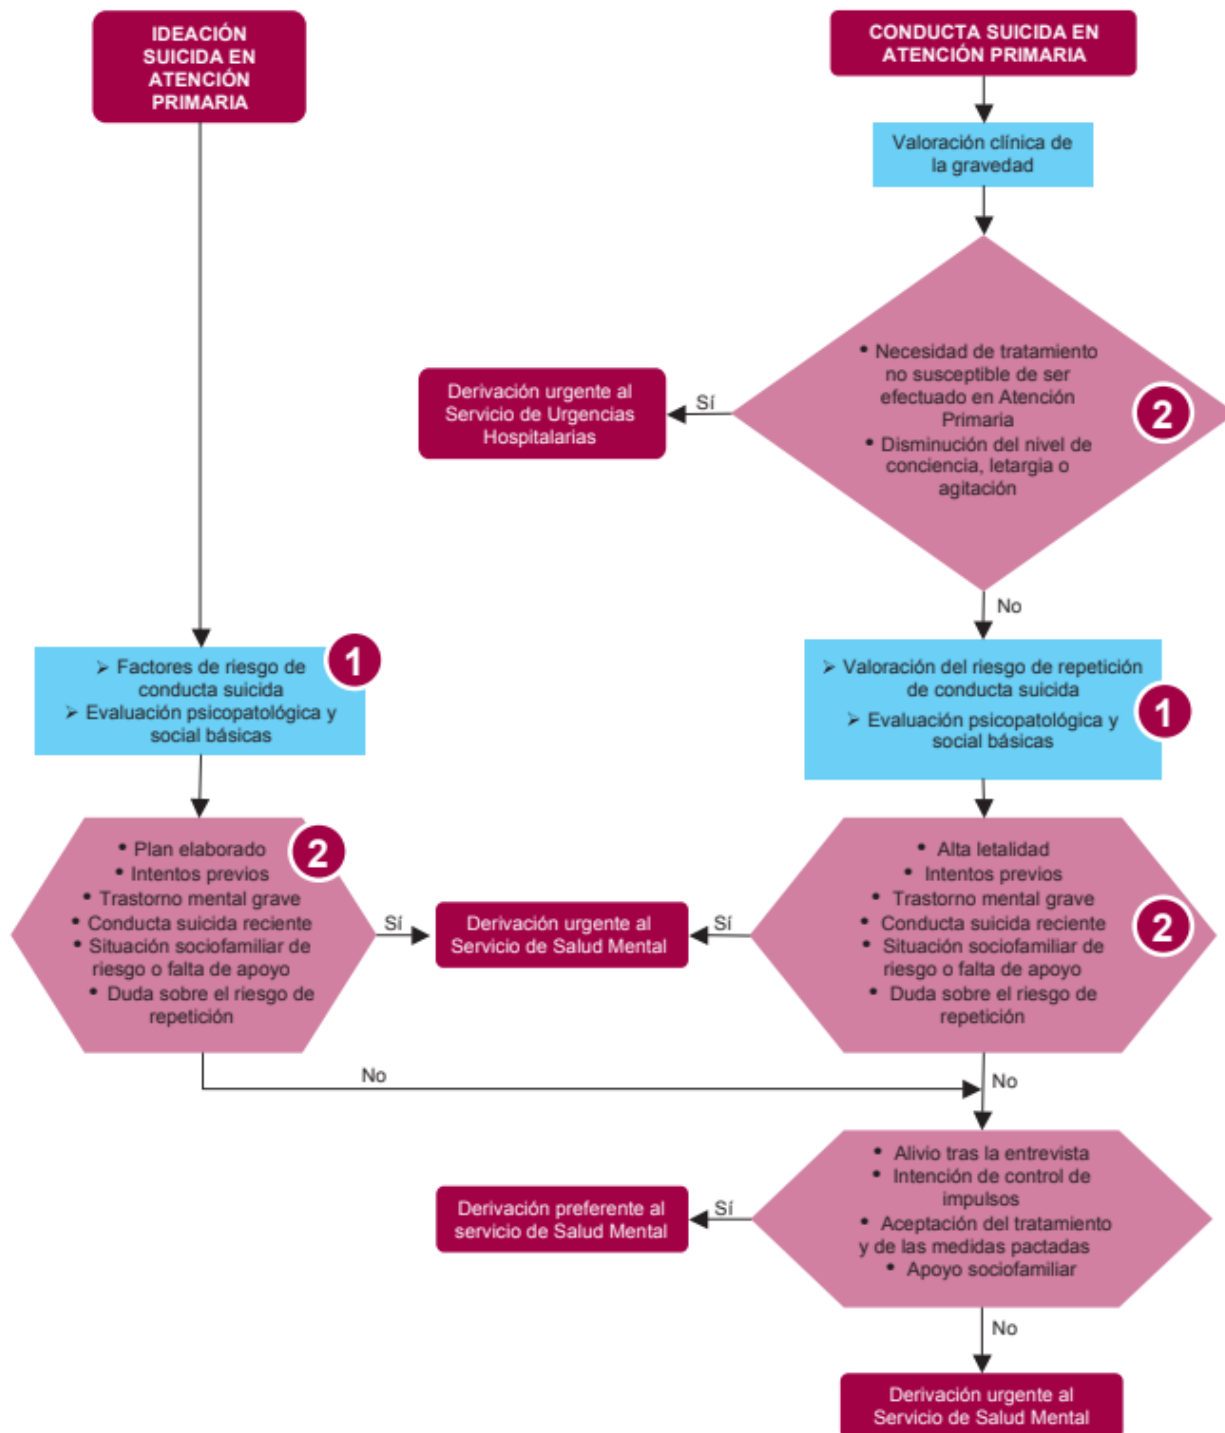 IDEACIÓN
SUICIDA EN
ATENCIÓN
PRIMARIA
CONDUCTA SUICIDA EN
ATENCIÓN PRIMARIA
Valoración clínica de
la gravedad
• Necesidad de tratamiento
no susceptible de ser
efectuado en Atención
Primaria
• Disminución del nivel de
conciencia, letargia o
agitación
2
Sí
Derivación urgente al
Servicio de Urgencias
Hospitalarias
No
➢ Factores de riesgo de
conducta suicida
➢ Evaluación psicopatológica y
social básicas
1
➢ Valoración del riesgo de repetición
de conducta suicida
➢ Evaluación psicopatológica y
social básicas
1
• Plan elaborado
• Intentos previos
• Trastorno mental grave
• Conducta suicida reciente
• Situación sociofamiliar de
riesgo o falta de apoyo
• Duda sobre el riesgo de
repetición
2
Sí
Derivación urgente al
Servicio de Salud Mental
Sí
• Alta letalidad
• Intentos previos
• Trastorno mental grave
• Conducta suicida reciente
• Situación sociofamiliar de
riesgo o falta de apoyo
• Duda sobre el riesgo de
repetición
2
No
No
• Alivio tras la entrevista
• Intención de control de
impulsos
• Aceptación del tratamiento
y de las medidas pactadas
• Apoyo sociofamiliar
Sí
Derivación preferente al
servicio de Salud Mental
No
Derivación urgente al
Servicio de Salud Mental